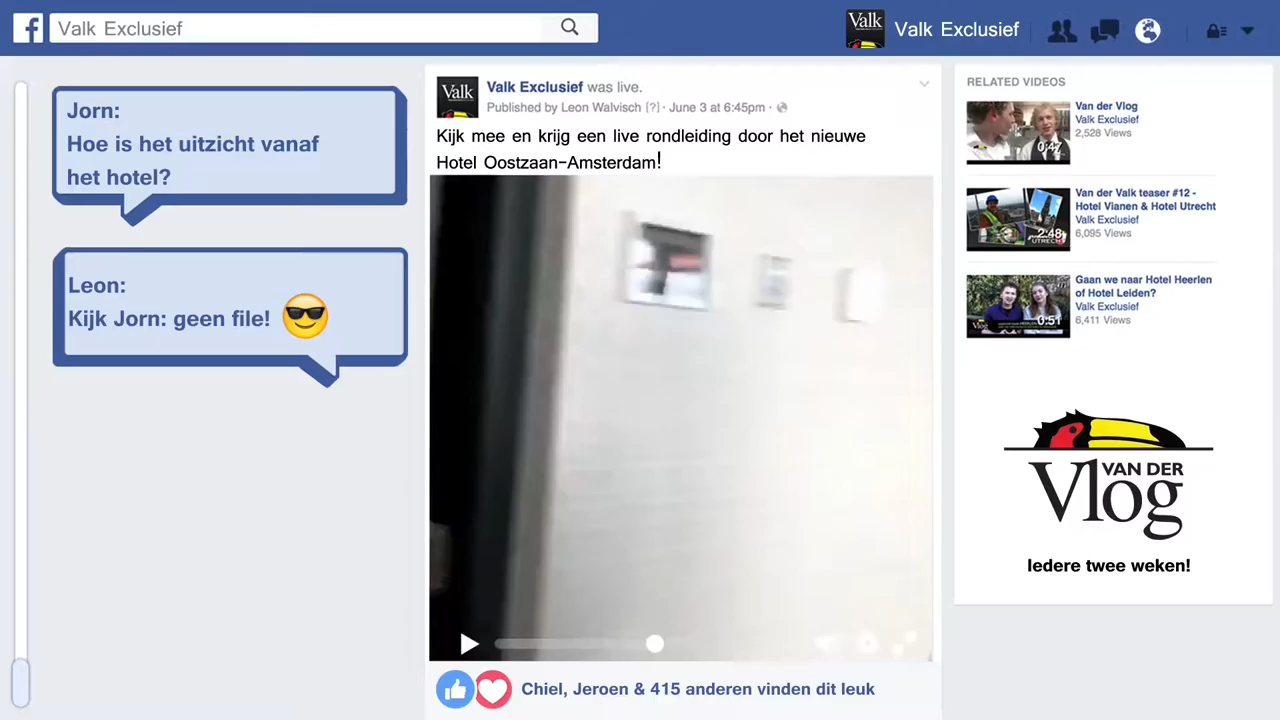 Valk Exclusief
Valk
Valk Exclusief
Jorn:
Hoe is het uitzicht vanaf
het hotel?
Leon:
Kijk Jorn: geen file! 😎
Valk
Valk Exclusief was live.
Published by Leon Walvisch [?] · June 3 at 6:45pm ·
Kijk mee en krijg een live rondleiding door het nieuwe
Hotel Oostzaan-Amsterdam!
Chiel, Jeroen & 415 anderen vinden dit leuk
RELATED VIDEOS
0:47
Van der Vlog
Valk Exclusief
2,528 Views
2:48
UTRECHT
Van der Valk teaser #12 -
Hotel Vianen & Hotel Utrecht
Valk Exclusief
6,095 Views
0:51
Vlog
Gaan we naar Hotel Heerlen
of Hotel Leiden?
Valk Exclusief
6,411 Views
VAN DER
Vlog
Iedere twee weken!